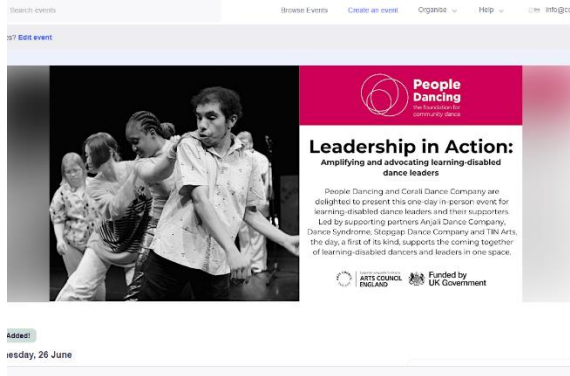 Search events
Browse Events
Create an event
Organise
Help
info@c
s? Edit event
People
Dancing
the foundation for
community dance
Leadership in Action:
Amplifying and advocating learning-disabled
dance leaders
People Dancing and Corali Dance Company are
delighted to present this one-day in-person event for
learning-disabled dance leaders and their supporters.
Led by supporting partners Anjali Dance Company,
Dance Syndrome, Stopgap Dance Company and TIN Arts,
the day, a first of its kind, supports the coming together
of learning-disabled dancers and leaders in one space.
ARTS COUNCIL
ENGLAND
Funded by
UK Government
Added!
nesday, 26 June